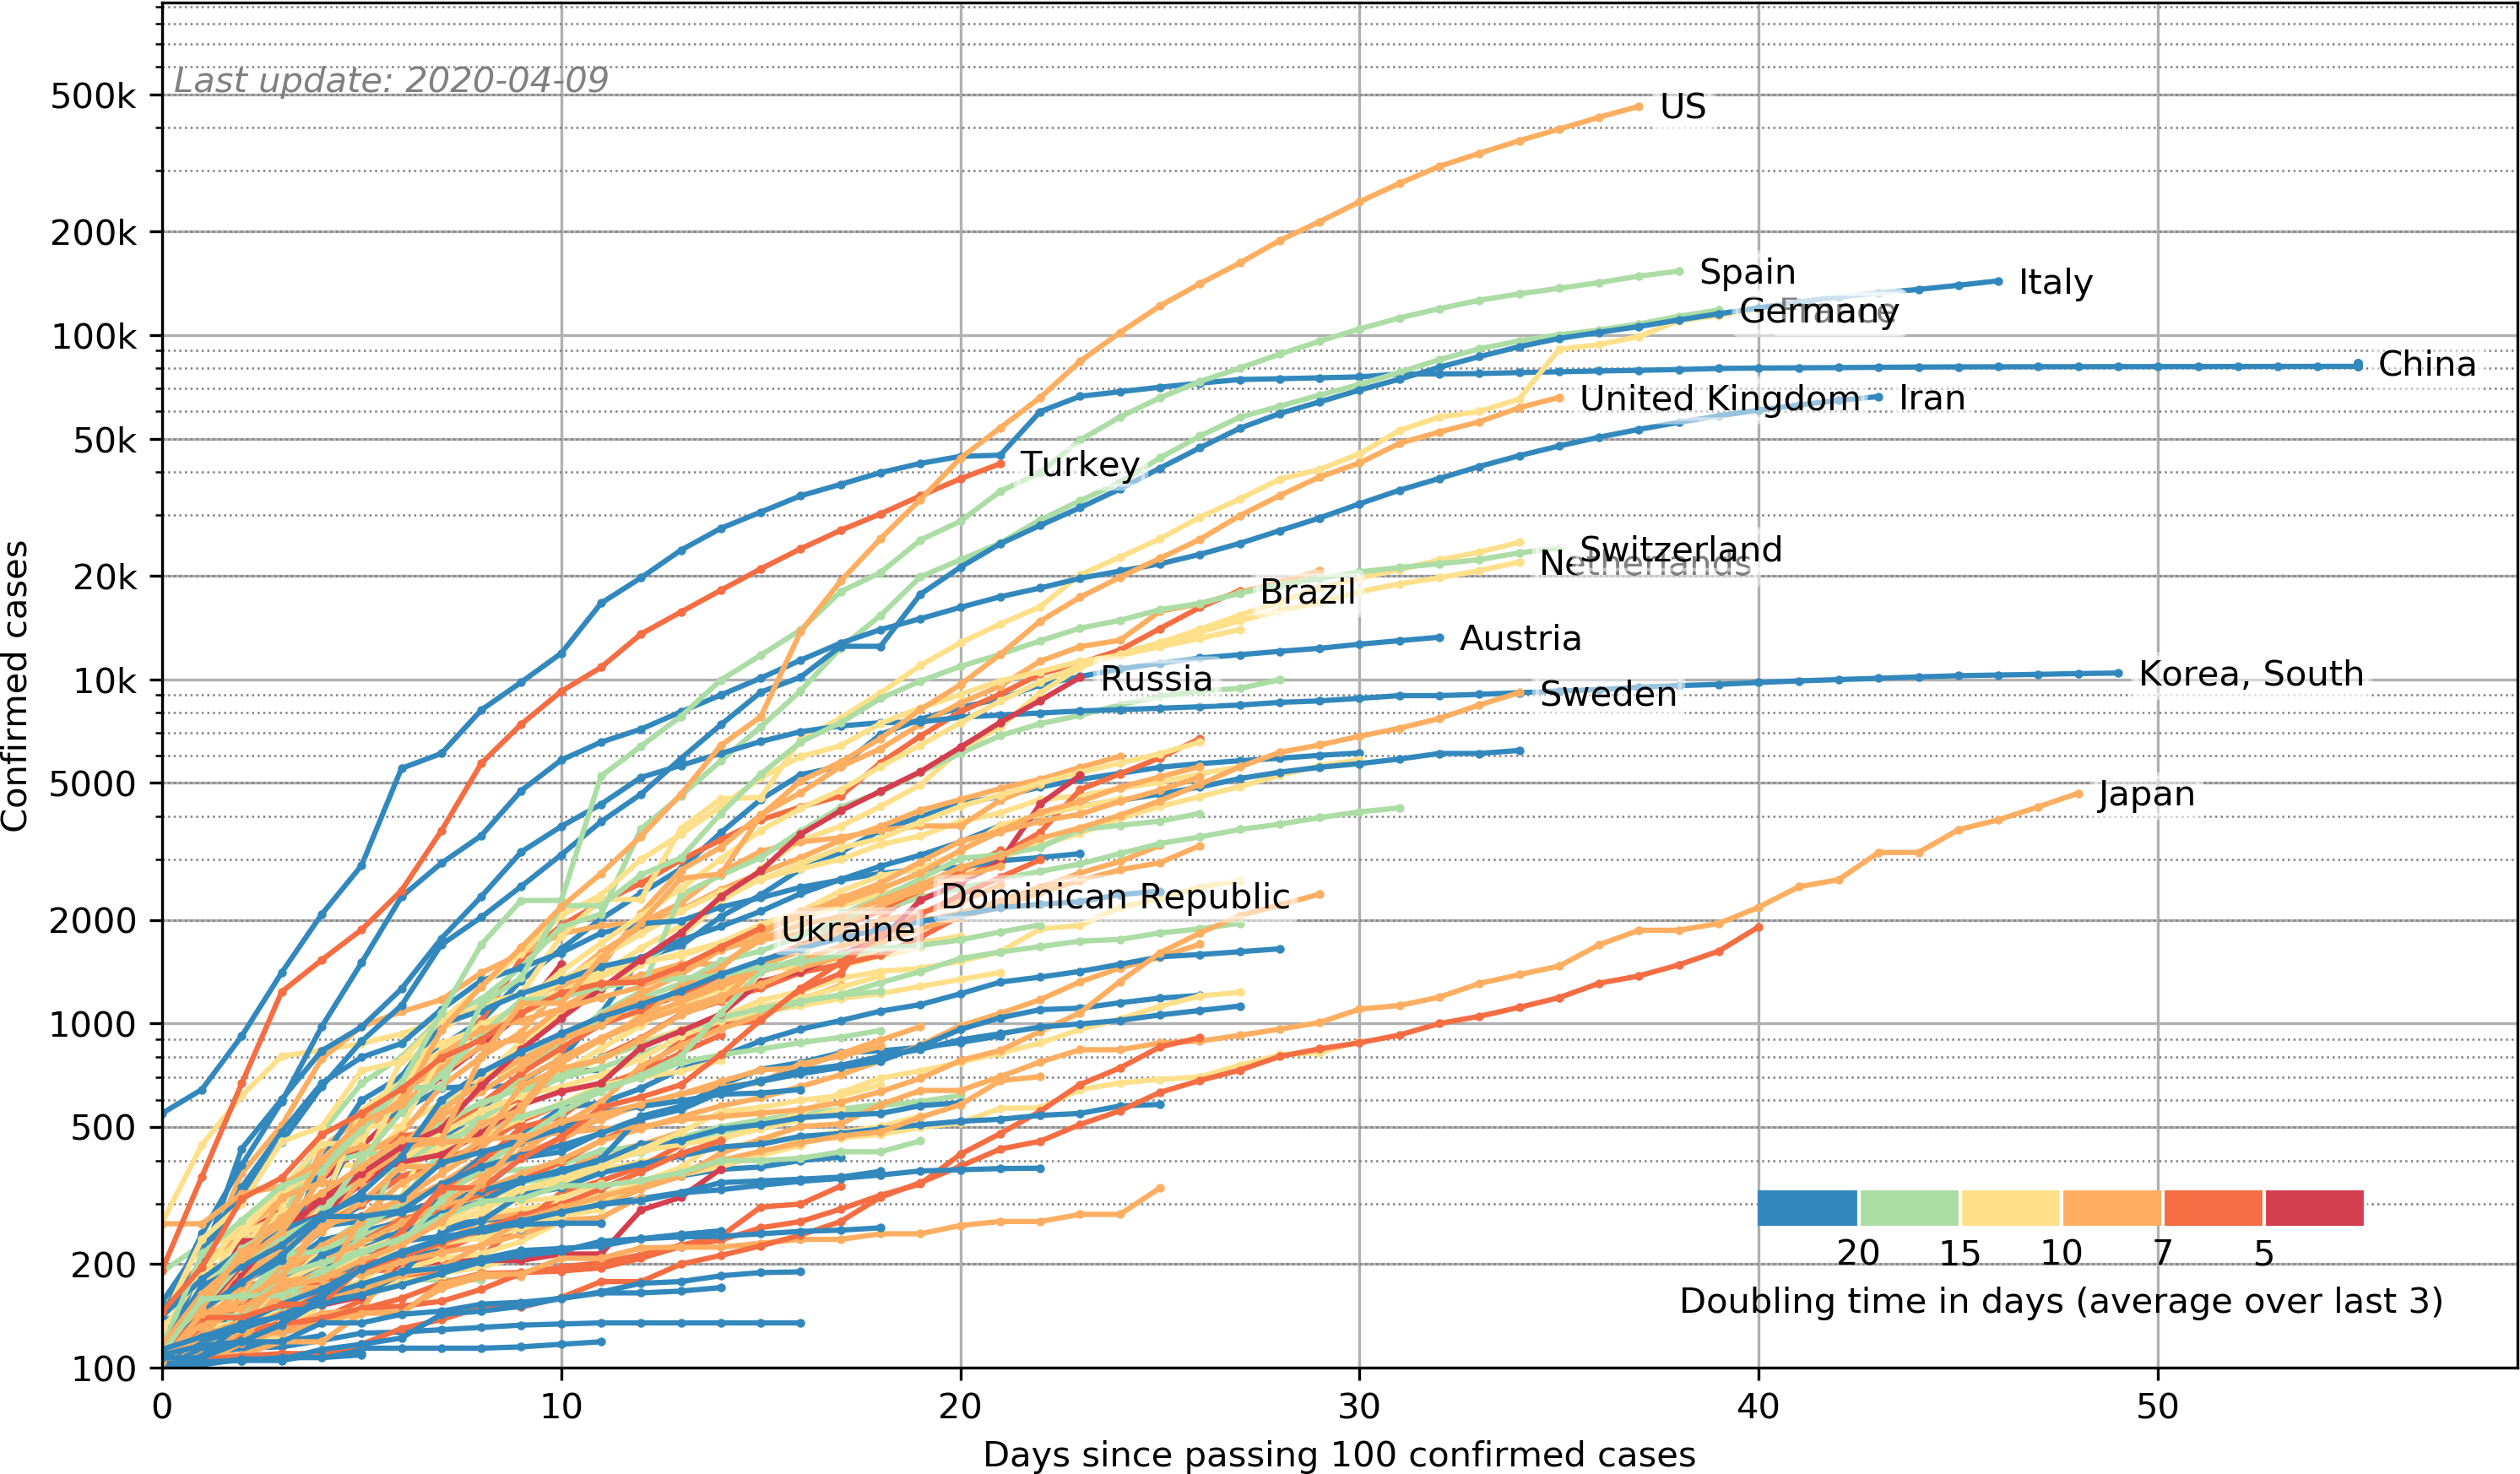 Last update: 2020-04-09
500k
200k
100k
50k
20k
10k
5000
2000
1000
500
200
100
Confirmed cases
US
Spain
Italy
Germany
France
China
United Kingdom
Iran
Turkey
Switzerland
Netherlands
Brazil
Austria
Russia
Korea, South
Sweden
Japan
Dominican Republic
Ukraine
20 15 10 7 5
Doubling time in days (average over last 3)
0 10 20 30 40 50
Days since passing 100 confirmed cases